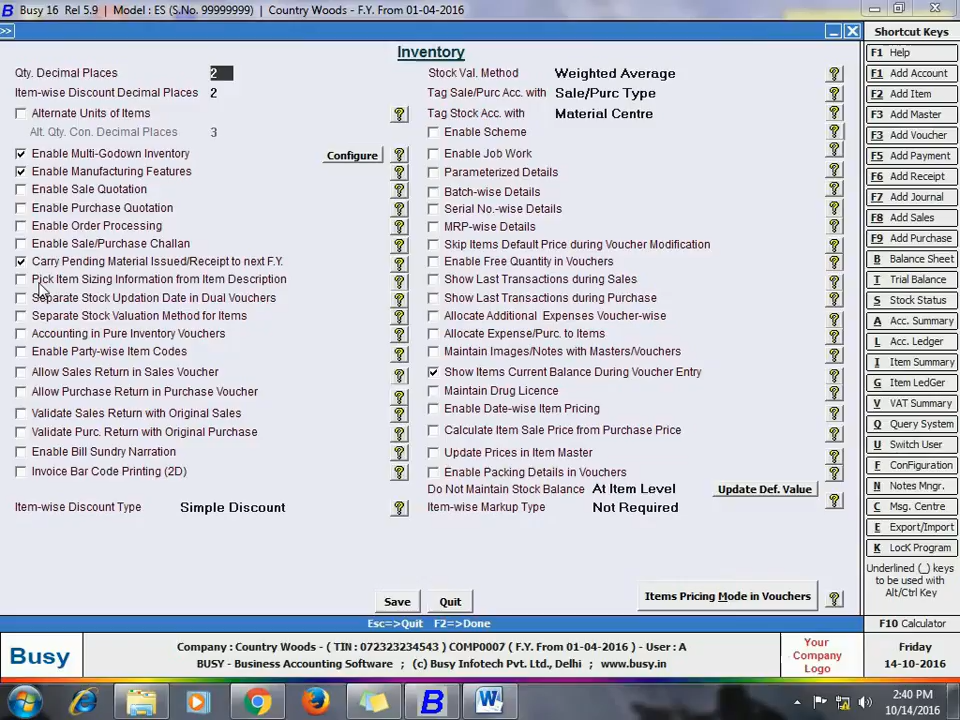 Busy 16 Rel 5.9 | Model : ES (S.No. 99999999) | Country Woods - F.Y. From 01-04-2016
>>
Inventory
Qty. Decimal Places 2
Item-wise Discount Decimal Places 2
Alternate Units of Items ?
Alt. Qty. Con. Decimal Places 3
Enable Multi-Godown Inventory Configure ?
Enable Manufacturing Features ?
Enable Sale Quotation ?
Enable Purchase Quotation ?
Enable Order Processing ?
Enable Sale/Purchase Challan ?
Carry Pending Material Issued/Receipt to next F.Y. ?
Pick Item Sizing Information from Item Description ?
Separate Stock Updation Date in Dual Vouchers ?
Separate Stock Valuation Method for Items ?
Accounting in Pure Inventory Vouchers ?
Enable Party-wise Item Codes ?
Allow Sales Return in Sales Voucher ?
Allow Purchase Return in Purchase Voucher ?
Validate Sales Return with Original Sales ?
Validate Purc. Return with Original Purchase ?
Enable Bill Sundry Narration ?
Invoice Bar Code Printing (2D) ?
Item-wise Discount Type Simple Discount ?
Stock Val. Method Weighted Average ?
Tag Sale/Purc Acc. with Sale/Purc Type ?
Tag Stock Acc. with Material Centre ?
Enable Scheme ?
Enable Job Work ?
Parameterized Details ?
Batch-wise Details ?
Serial No.-wise Details ?
MRP-wise Details ?
Skip Items Default Price during Voucher Modification ?
Enable Free Quantity in Vouchers ?
Show Last Transactions during Sales ?
Show Last Transactions during Purchase ?
Allocate Additional Expenses Voucher-wise ?
Allocate Expense/Purc. to Items ?
Maintain Images/Notes with Masters/Vouchers ?
Show Items Current Balance During Voucher Entry ?
Maintain Drug Licence ?
Enable Date-wise Item Pricing ?
Calculate Item Sale Price from Purchase Price ?
Update Prices in Item Master ?
Enable Packing Details in Vouchers ?
Do Not Maintain Stock Balance At Item Level Update Def. Value ?
Item-wise Markup Type Not Required
Save Quit Items Pricing Mode in Vouchers ?
Esc=>Quit F2=>Done
Shortcut Keys
F1 Help
F1 Add Account
F2 Add Item
F3 Add Master
F3 Add Voucher
F5 Add Payment
F6 Add Receipt
F7 Add Journal
F8 Add Sales
F9 Add Purchase
B Balance Sheet
T Trial Balance
S Stock Status
A Acc. Summary
L Acc. Ledger
I Item Summary
G Item LedGer
V VAT Summary
Q Query System
U Switch User
F ConFiguration
N Notes Mngr.
C Msg. Centre
E Export/Import
K LocK Program
Underlined (_) keys
to be used with
Alt/Ctrl Key
F10 Calculator
Busy
Company : Country Woods - ( TIN : 072323234543 ) COMP0007 ( F.Y. From 01-04-2016 ) - User : A
BUSY - Business Accounting Software ; (c) Busy Infotech Pvt. Ltd., Delhi ; www.busy.in
Your
Company
Logo
Friday
14-10-2016
B
W
2:40 PM
10/14/2016